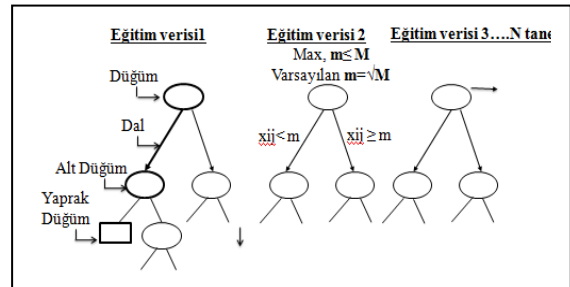 Eğitim verisi1
Eğitim verisi 2
Eğitim verisi 3....N tane
Max, m≤ M
Varsayılan m=√M
Düğüm
Dal
xij< m
xij ≥ m
Alt Düğüm
Yaprak
Düğüm